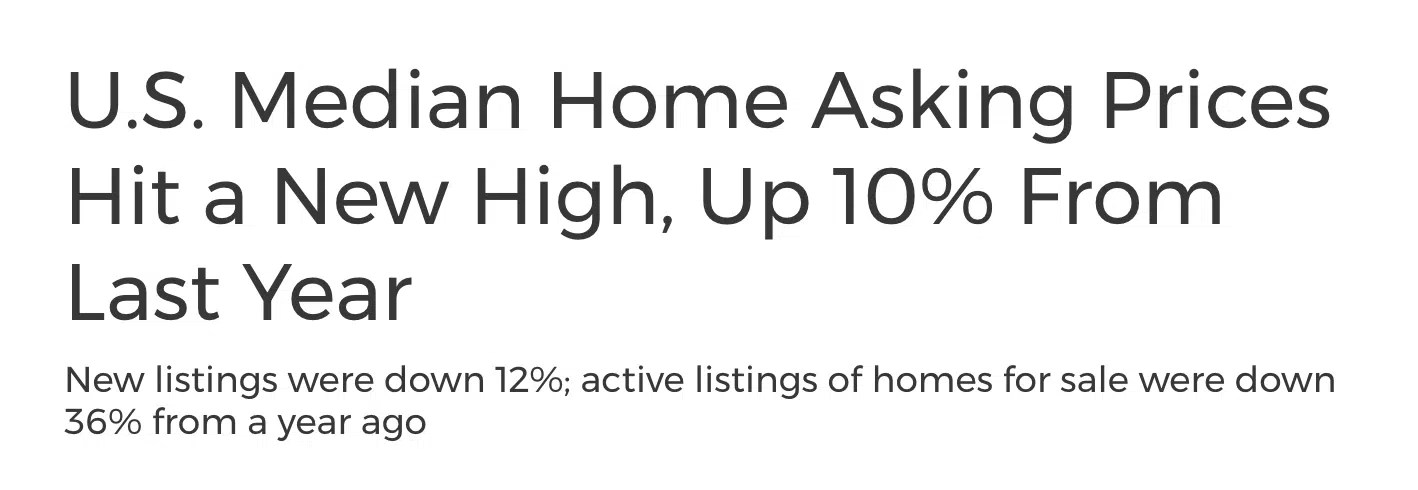 U.S. Median Home Asking Prices
Hit a New High, Up 10% From
Last Year
New listings were down 12%; active listings of homes for sale were down
36% from a year ago